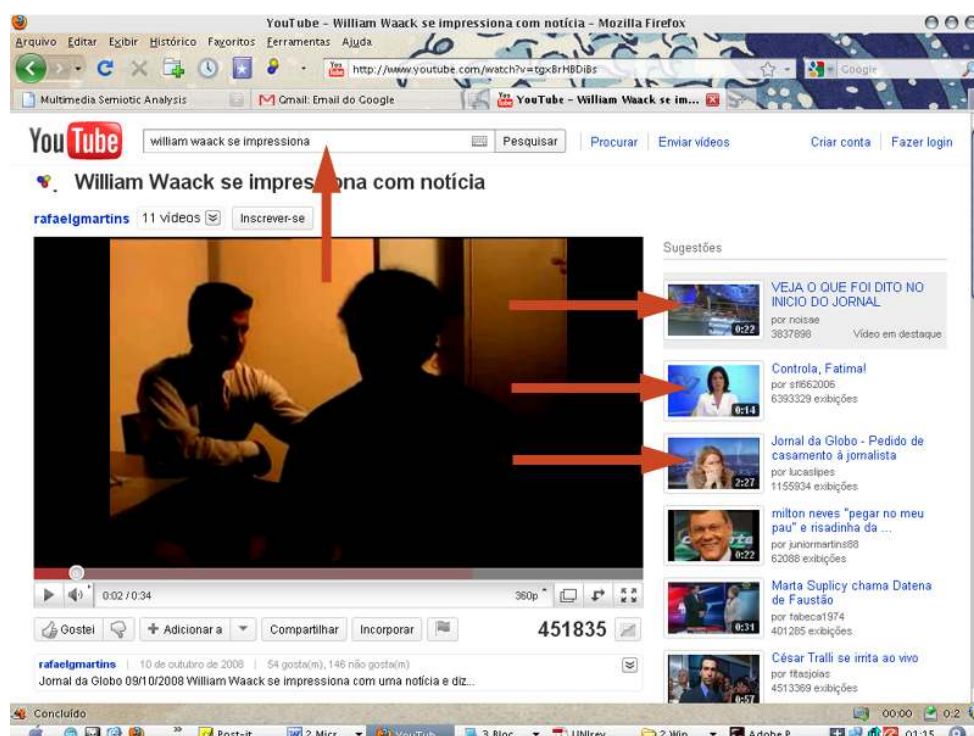 YouTube - William Waack se impressiona com notícia - Mozilla Firefox
Arquivo Editar Exibir Histórico Favoritos Ferramentas Ajuda
http://www.youtube.com/watch?v=tgxBrHBDiBs
Google
Multimedia Semiotic Analysis
Gmail: Email do Google
YouTube - William Waack se im...
YouTube
william waack se impressiona
Pesquisar
Procurar
Enviar vídeos
Criar conta
Fazer login
William Waack se impressiona com notícia
rafaelgmartins 11 vídeos
Inscrever-se
0:02 / 0:34
360p
Gostei
Adicionar a
Compartilhar
Incorporar
451835
rafaelgmartins | 10 de outubro de 2008 | 54 gosta(m), 146 não gosta(m)
Jornal da Globo 09/10/2008 William Waack se impressiona com uma notícia e diz...
Sugestões
0:22
VEJA O QUE FOI DITO NO
INICIO DO JORNAL
por noisae
3837898 Vídeo em destaque
0:14
Controla, Fatima!
por sfl662006
6393329 exibições
2:27
Jornal da Globo - Pedido de
casamento à jornalista
por lucaslipes
1155934 exibições
0:22
milton neves "pegar no meu
pau" e risadinha da ...
por juniormartins88
62088 exibições
0:31
Marta Suplicy chama Datena
de Faustão
por fabeca1974
401285 exibições
0:57
César Tralli se irrita ao vivo
por fitasjoias
4513369 exibições
Concluído
00:00
0:2
Post-it
2 Micr...
YouTub...
3 Bloc...
UNIrev...
2 Win...
Adobe P...
01:15